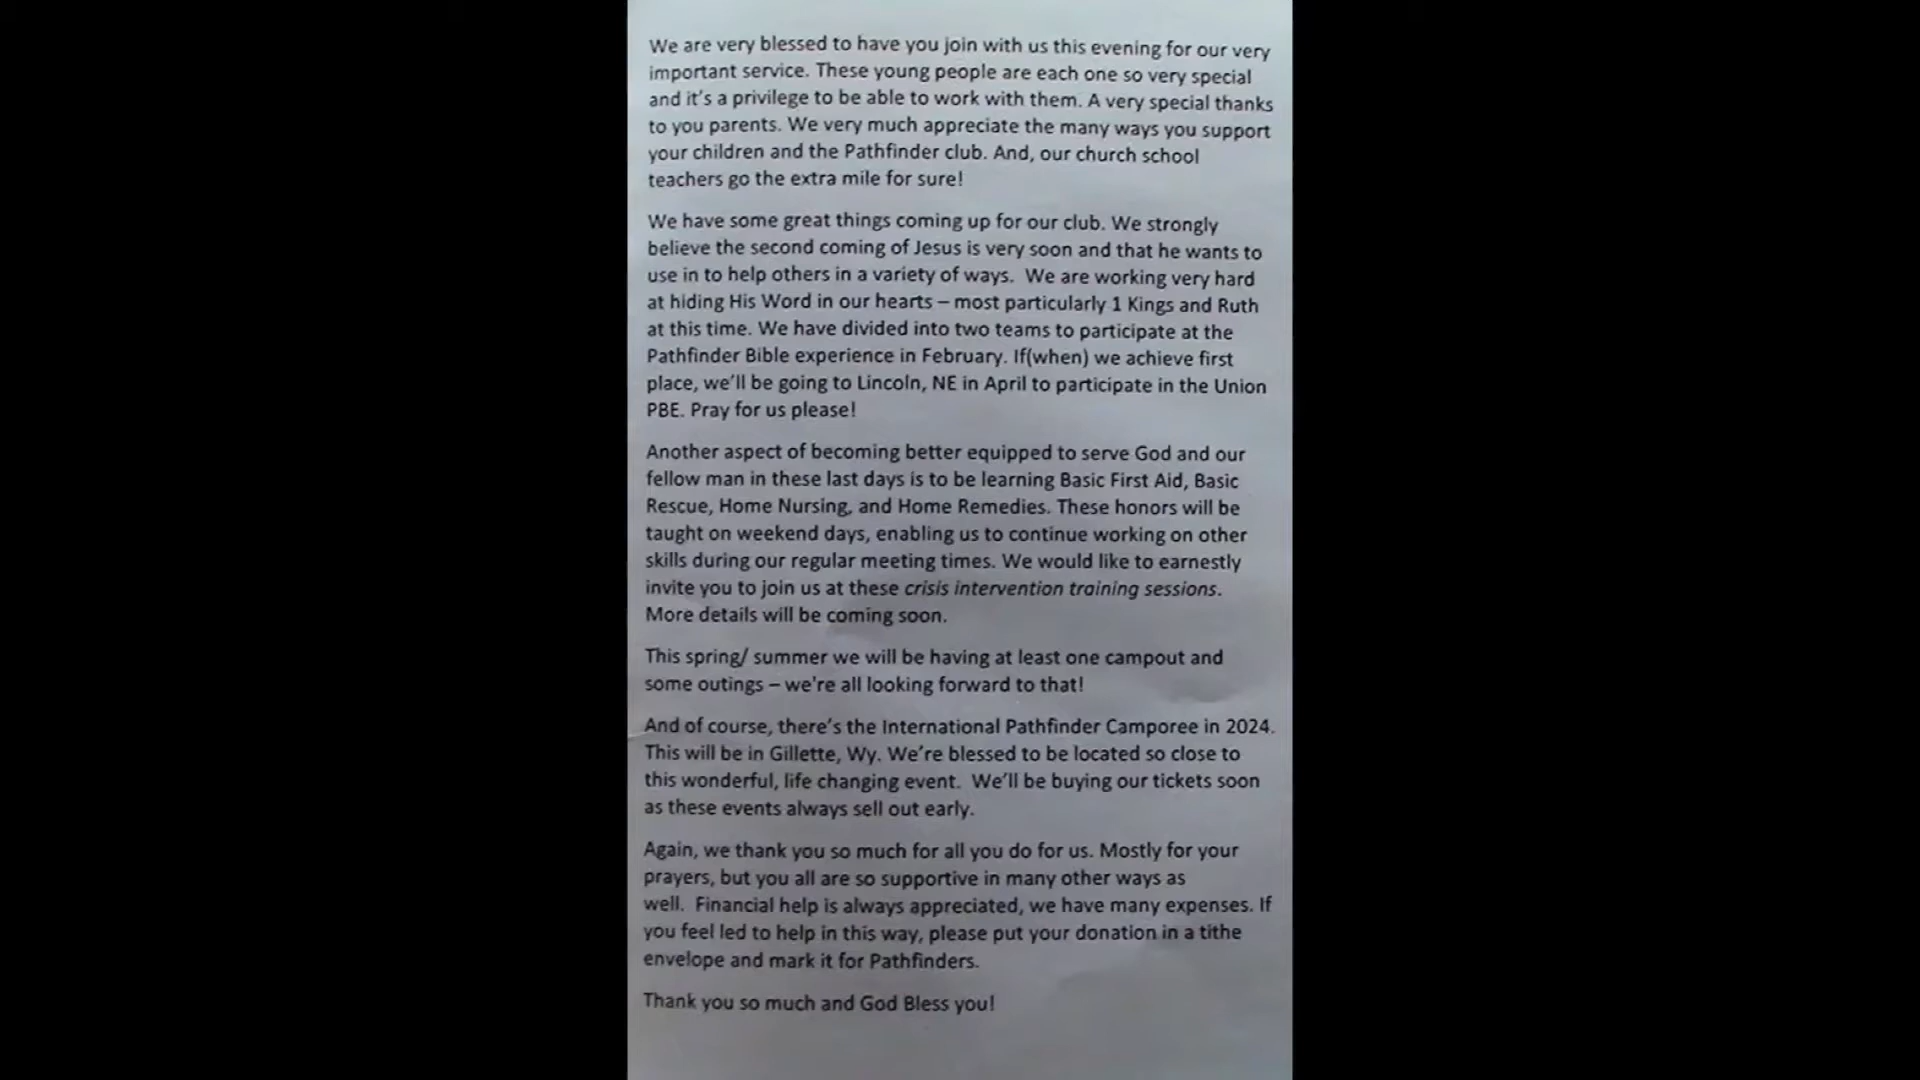 We are very blessed to have you join with us this evening for our very
important service. These young people are each one so very special
and it's a privilege to be able to work with them. A very special thanks
to you parents. We very much appreciate the many ways you support
your children and the Pathfinder club. And, our church school
teachers go the extra mile for sure!
We have some great things coming up for our club. We strongly
believe the second coming of Jesus is very soon and that he wants to
use in to help others in a variety of ways. We are working very hard
at hiding His Word in our hearts – most particularly 1 Kings and Ruth
at this time. We have divided into two teams to participate at the
Pathfinder Bible experience in February. If(when) we achieve first
place, we'll be going to Lincoln, NE in April to participate in the Union
PBE. Pray for us please!
Another aspect of becoming better equipped to serve God and our
fellow man in these last days is to be learning Basic First Aid, Basic
Rescue, Home Nursing, and Home Remedies. These honors will be
taught on weekend days, enabling us to continue working on other
skills during our regular meeting times. We would like to earnestly
invite you to join us at these crisis intervention training sessions.
More details will be coming soon.
This spring/ summer we will be having at least one campout and
some outings – we're all looking forward to that!
And of course, there's the International Pathfinder Camporee in 2024.
This will be in Gillette, Wy. We're blessed to be located so close to
this wonderful, life changing event. We'll be buying our tickets soon
as these events always sell out early.
Again, we thank you so much for all you do for us. Mostly for your
prayers, but you all are so supportive in many other ways as
well. Financial help is always appreciated, we have many expenses. If
you feel led to help in this way, please put your donation in a tithe
envelope and mark it for Pathfinders.
Thank you so much and God Bless you!